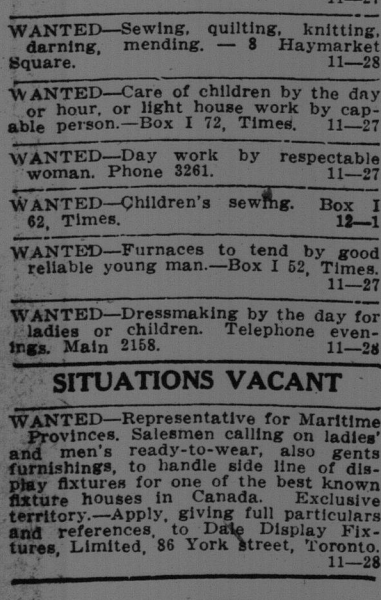 WANTED—Sewing, quilting, knitting,
darning, mending. — 8 Haymarket
Square. 11—28
WANTED—Care of children by the day
or hour, or light house work by cap-
able person.—Box I 72, Times. 11—27
WANTED—Day work by respectable
woman. Phone 3261. 11—27
WANTED—Children's sewing. Box I
62, Times. 12—1
WANTED—Furnaces to tend by good
reliable young man.—Box I 52, Times.
11—27
WANTED—Dressmaking by the day for
ladies or children. Telephone even-
ings. Main 2158. 11—28
SITUATIONS VACANT
WANTED—Representative for Maritime
Provinces. Salesmen calling on ladies'
and men's ready-to-wear, also gents
furnishings, to handle side line of dis-
play fixtures for one of the best known
fixture houses in Canada. Exclusive
territory.—Apply, giving full particulars
and references, to Dale Display Fix-
tures, Limited, 86 York street, Toronto.
11—28